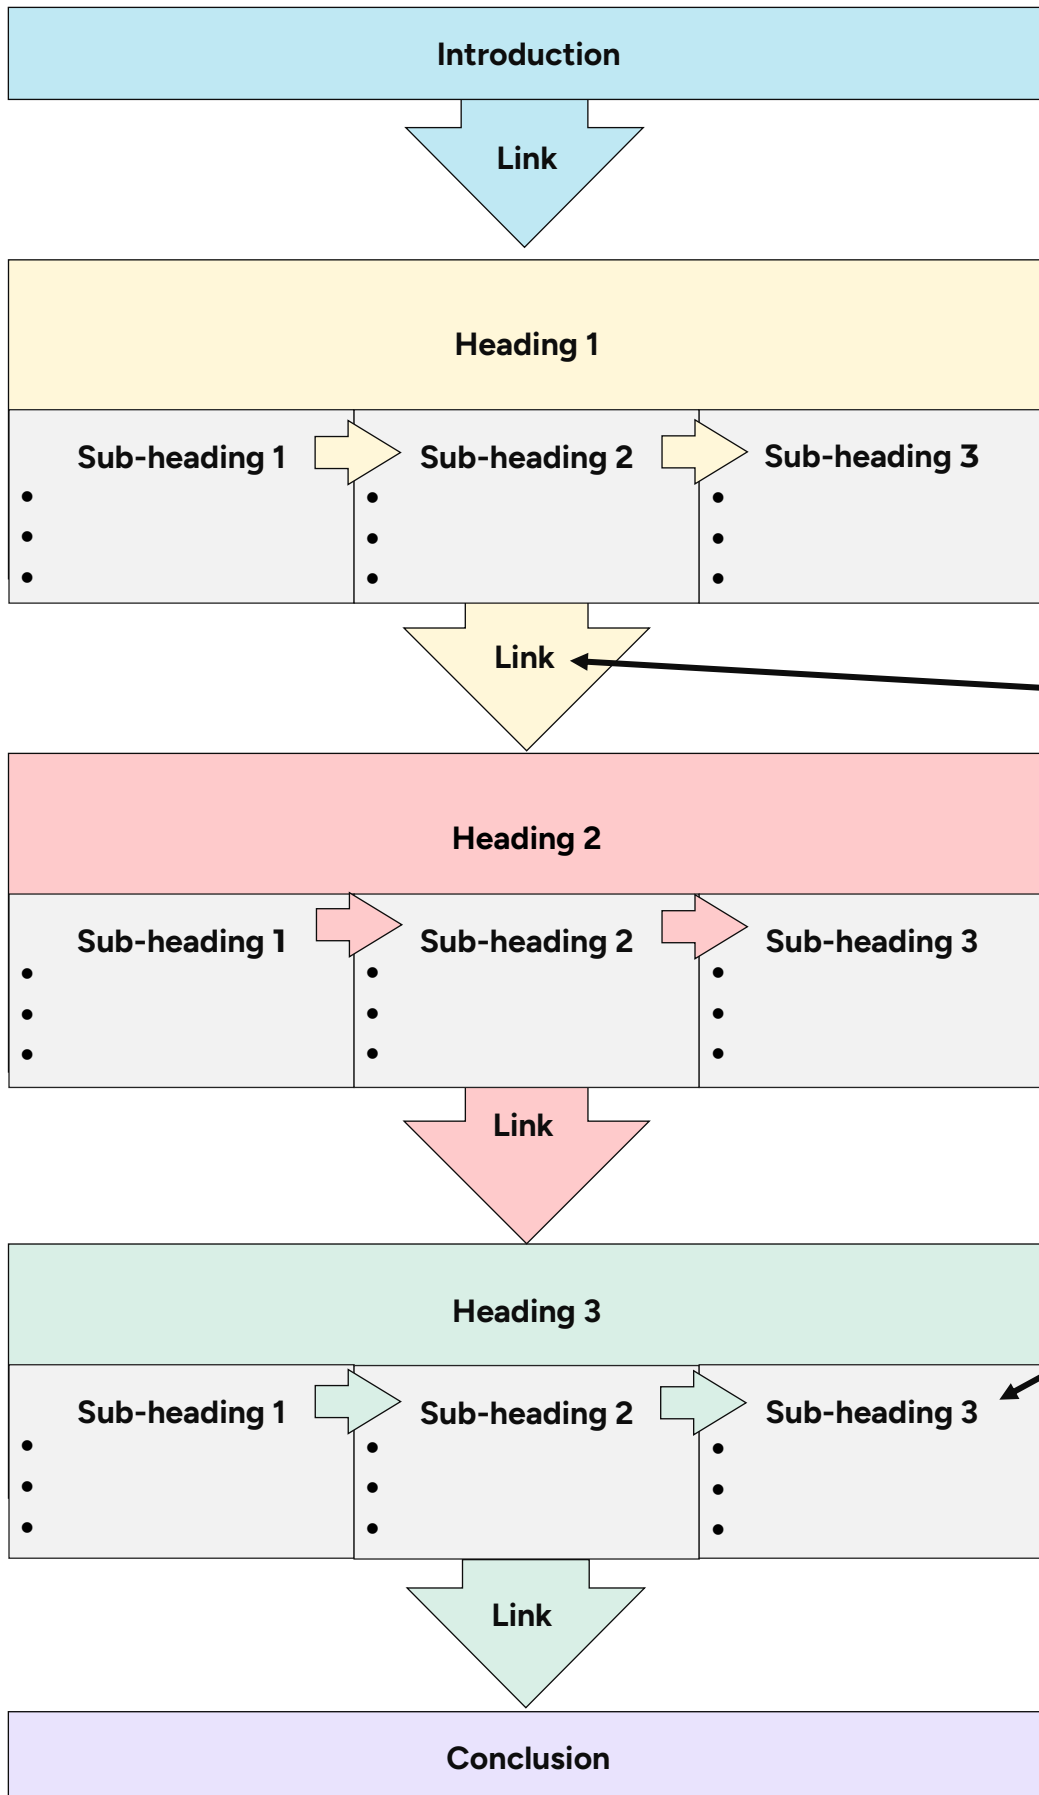 Introduction
Link
Heading 1
Sub-heading 1 Sub-heading 2 Sub-heading 3
•
•
•
•
•
•
•
•
•
Link
Heading 2
Sub-heading 1 Sub-heading 2 Sub-heading 3
•
•
•
•
•
•
•
•
•
Link
Heading 3
Sub-heading 1 Sub-heading 2 Sub-heading 3
•
•
•
•
•
•
•
•
•
Link
Conclusion